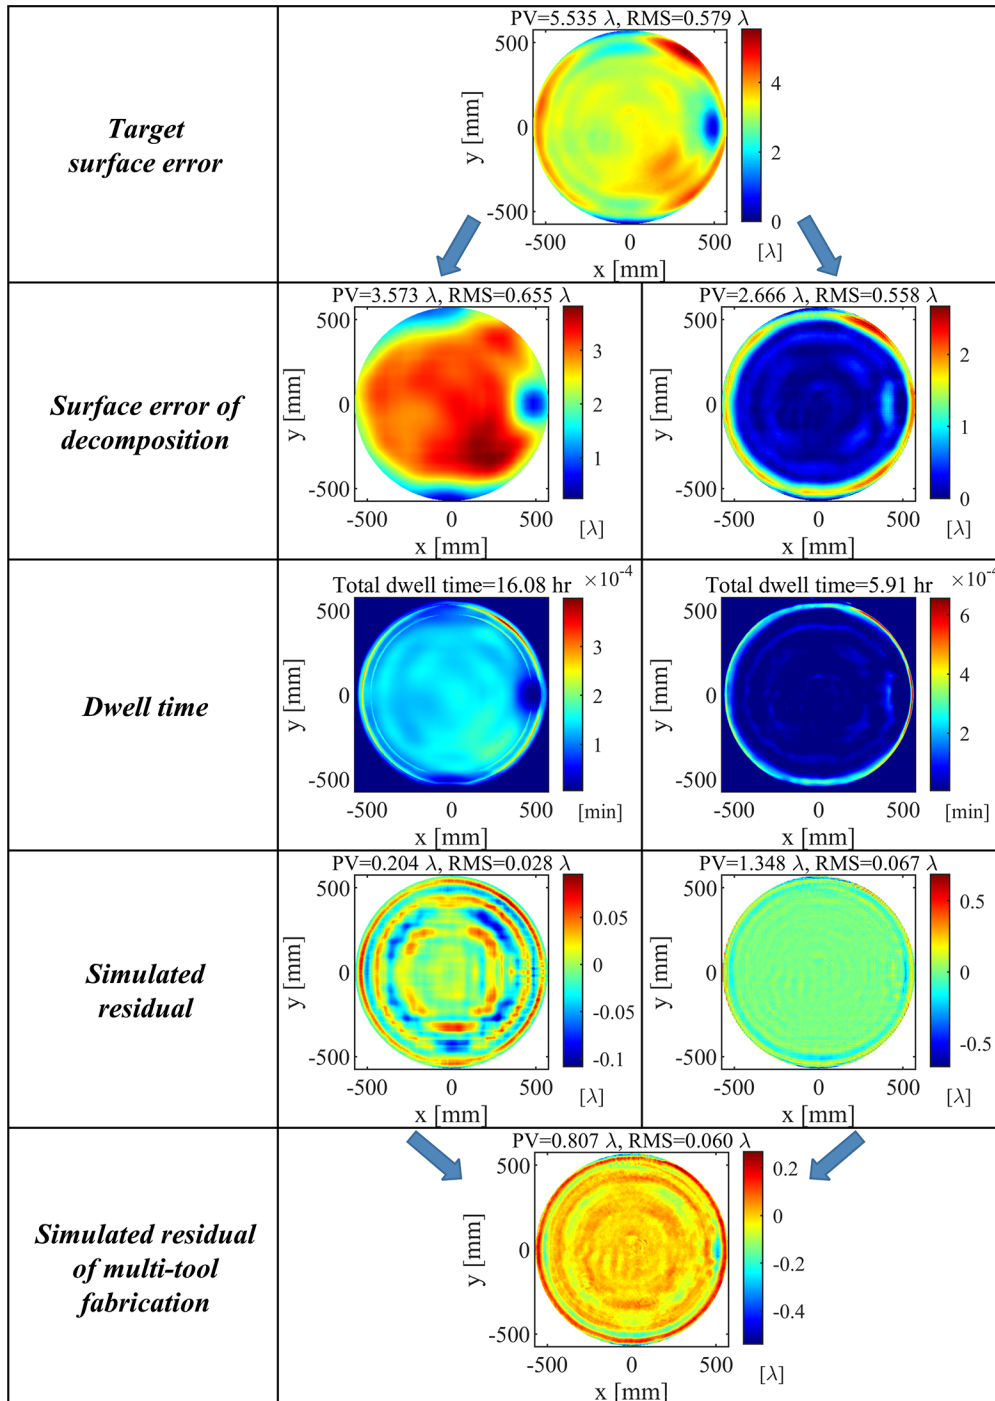 Target
surface error
PV=5.535 λ, RMS=0.579 λ
500
0
-500
y [mm]
-500 0 500
x [mm]
4
2
0
[λ]
Surface error of
decomposition
PV=3.573 λ, RMS=0.655 λ
500
0
-500
y [mm]
-500 0 500
x [mm]
3
2
1
[λ]
PV=2.666 λ, RMS=0.558 λ
500
0
-500
y [mm]
-500 0 500
x [mm]
2
1
0
[λ]
Dwell time
Total dwell time=16.08 hr ×10-4
500
0
-500
y [mm]
-500 0 500
x [mm]
3
2
1
[min]
Total dwell time=5.91 hr ×10-4
500
0
-500
y [mm]
-500 0 500
x [mm]
6
4
2
[min]
Simulated
residual
PV=0.204 λ, RMS=0.028 λ
500
0
-500
y [mm]
-500 0 500
x [mm]
0.05
0
-0.05
-0.1
[λ]
PV=1.348 λ, RMS=0.067 λ
500
0
-500
y [mm]
-500 0 500
x [mm]
0.5
0
-0.5
[λ]
Simulated residual
of multi-tool
fabrication
PV=0.807 λ, RMS=0.060 λ
500
0
-500
y [mm]
-500 0 500
x [mm]
0.2
0
-0.2
-0.4
[λ]